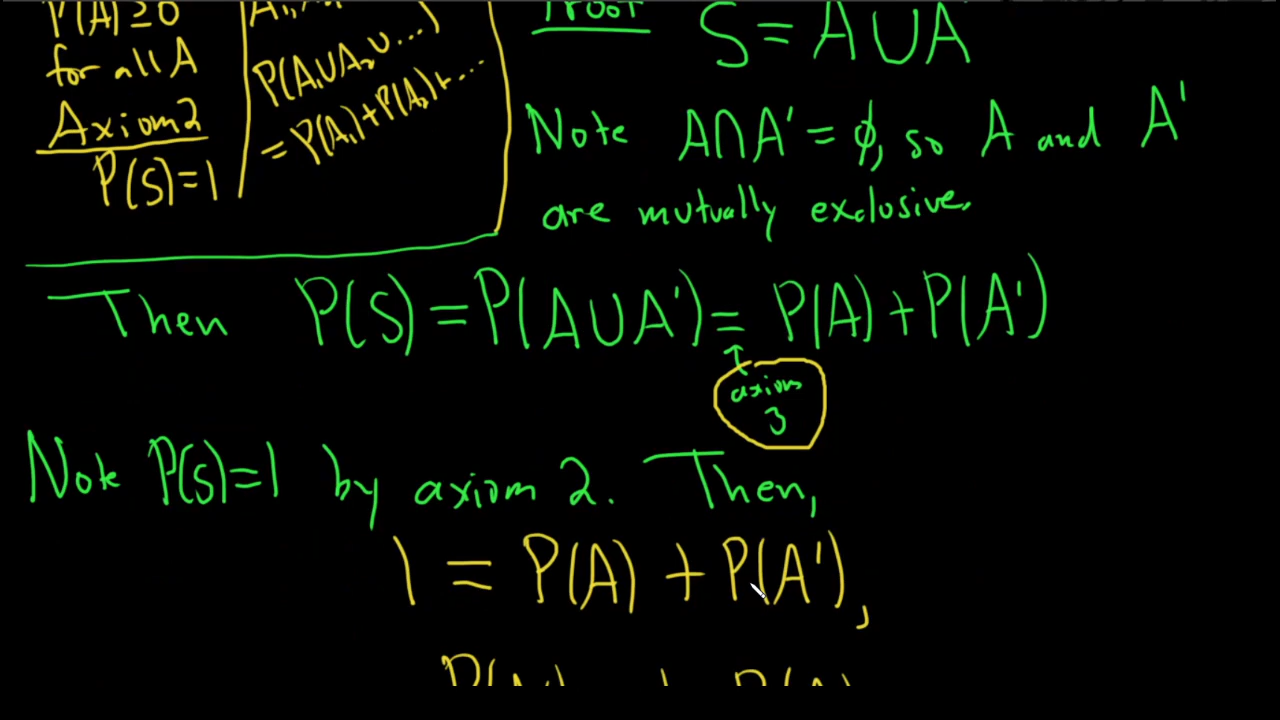 P(A) ≥ 0
for all A
Axiom 2
P(S) = 1
P(A₁ ∪ A₂ ∪ ...)
= P(A₁) + P(A₂) + ...
Proof S = A ∪ A'
Note A ∩ A' = ϕ, so A and A'
are mutually exclusive.
Then P(S) = P(A ∪ A') = P(A) + P(A')
axiom
3
Note P(S) = 1 by axiom 2. Then,
1 = P(A) + P(A'),